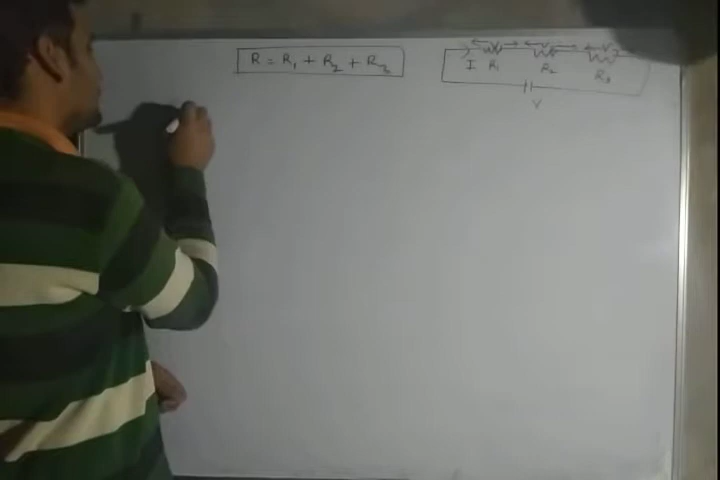 R = R₁ + R₂ + R₃
I R₁ R₂ R₃
V